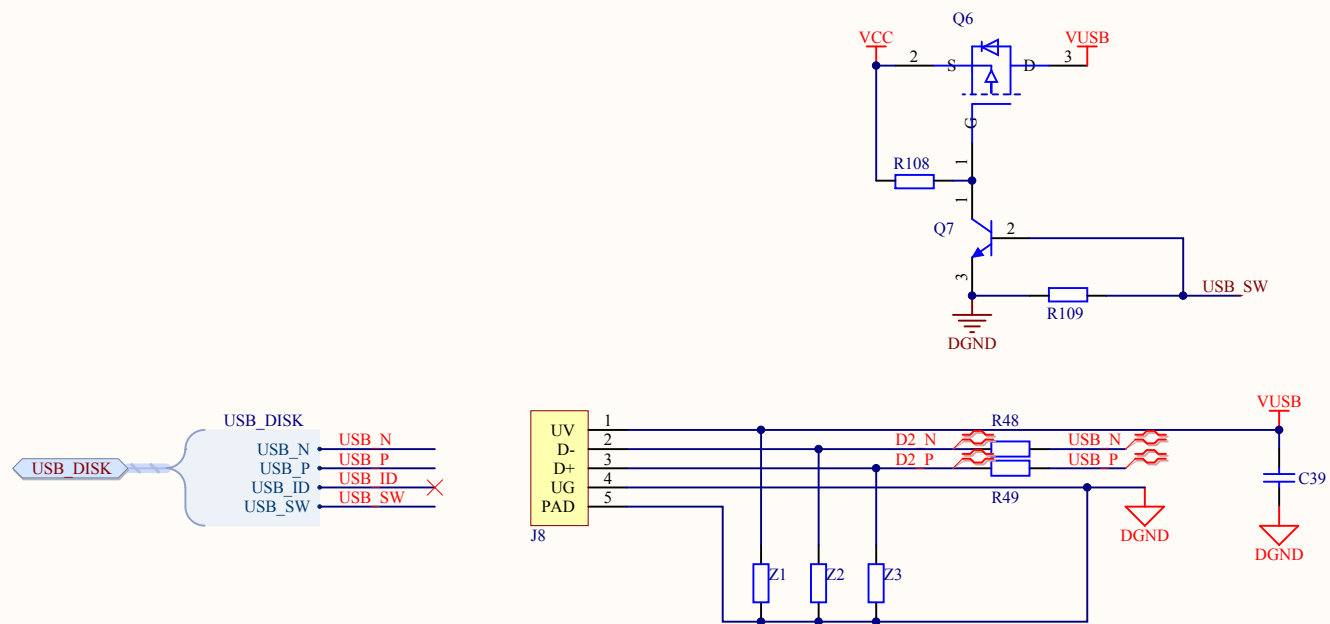 Q6
VCC
VUSB
2
S
D
3
G
1
R108
1
Q7
2
3
USB_SW
R109
DGND
USB_DISK
USB_DISK
USB_N
USB_N
USB_P
USB_P
USB_ID
USB_ID
USB_SW
USB_SW
UV
1
D-
2
D+
3
UG
4
PAD
5
J8
R48
D2_N
USB_N
D2_P
USB_P
R49
VUSB
C39
DGND
DGND
Z1
Z2
Z3